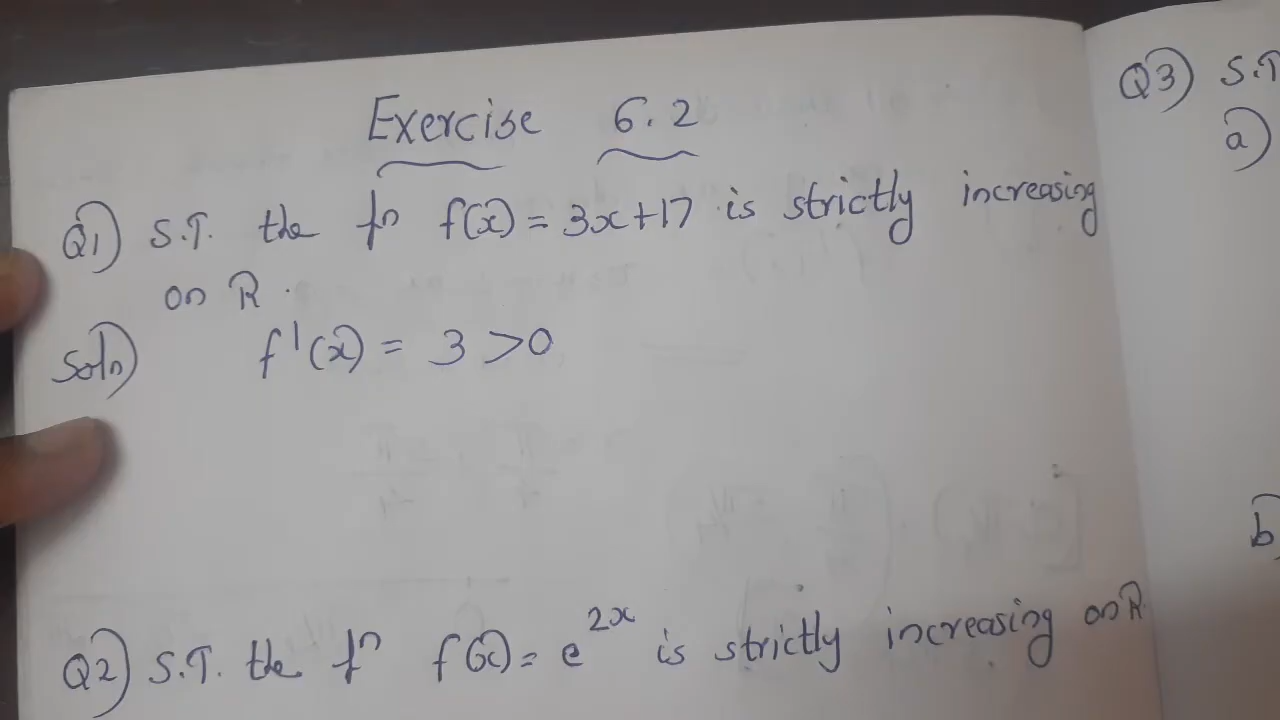 Exercise 6.2
Q1) S.T. the fn f(x) = 3x+17 is strictly increasing
on R.
Soln) f'(x) = 3 >0
Q2) S.T. the fn f(x) = e^2x is strictly increasing on R
Q3) S.T
a)
b